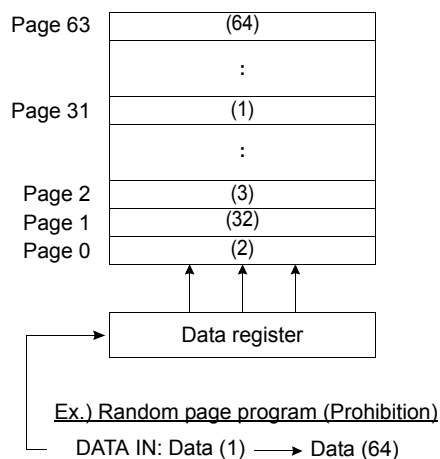 Page 63 (64)
:
Page 31 (1)
:
Page 2 (3)
Page 1 (32)
Page 0 (2)
Data register
Ex.) Random page program (Prohibition)
DATA IN: Data (1) Data (64)